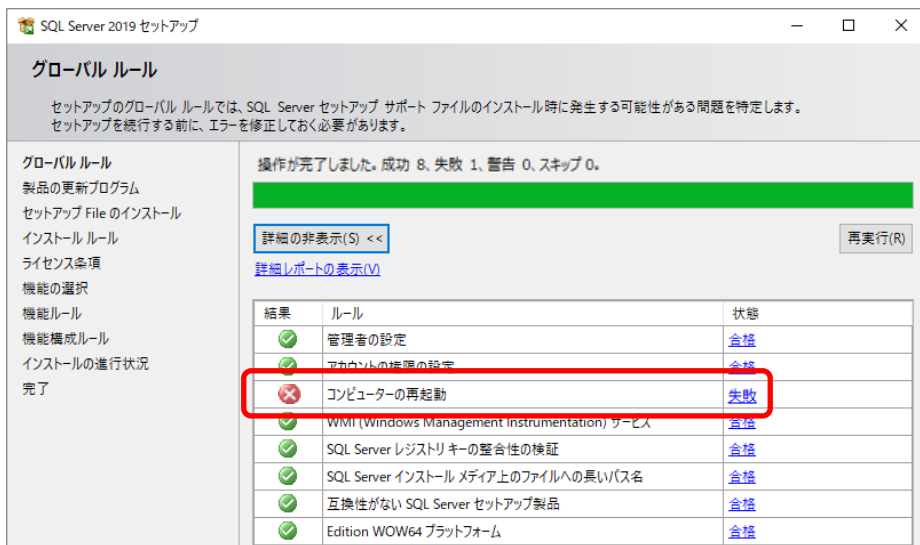 SQL Server 2019 セットアップ
グローバル ルール
セットアップのグローバル ルールでは、SQL Server セットアップ サポート ファイルのインストール時に発生する可能性がある問題を特定します。
セットアップを続行する前に、エラーを修正しておく必要があります。
グローバル ルール
製品の更新プログラム
セットアップ File のインストール
インストール ルール
ライセンス条項
機能の選択
機能ルール
機能構成ルール
インストールの進行状況
完了
操作が完了しました。成功 8、失敗 1、警告 0、スキップ 0。
詳細の非表示(S) <<
再実行(R)
詳細レポートの表示(V)
結果 ルール 状態
管理者の設定 合格
アカウントの権限の設定 合格
コンピューターの再起動 失敗
WMI (Windows Management Instrumentation) サービス 合格
SQL Server レジストリ キーの整合性の検証 合格
SQL Server インストール メディア上のファイルへの長いパス名 合格
互換性がない SQL Server セットアップ製品 合格
Edition WOW64 プラットフォーム 合格